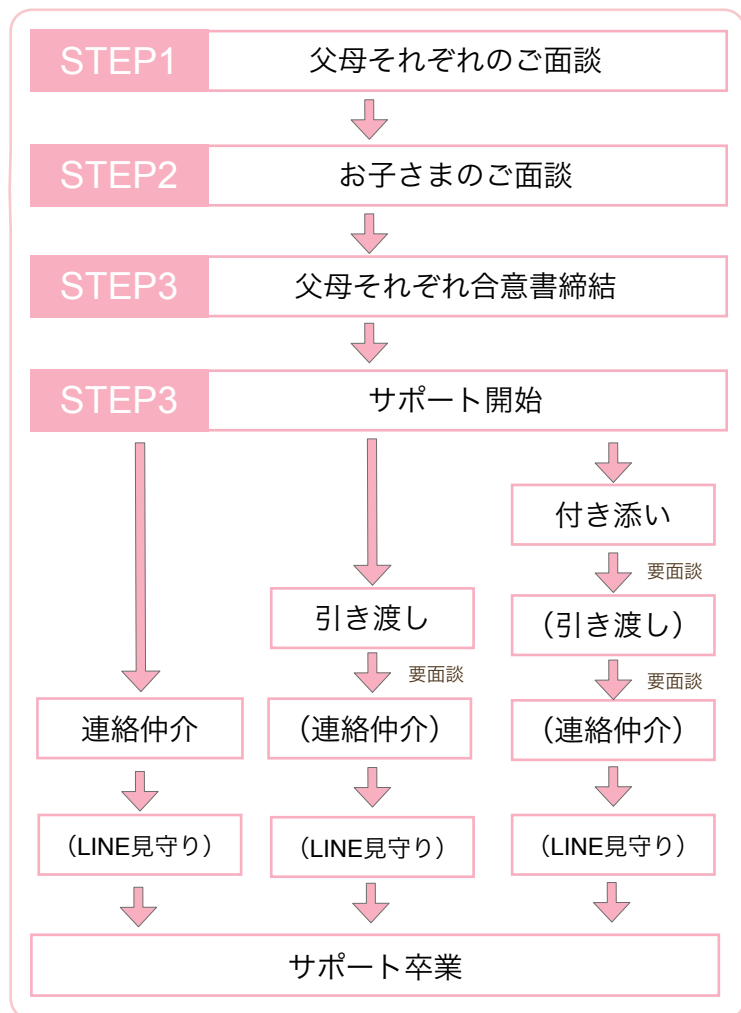 STEP1 父母それぞれのご面談
STEP2 お子さまのご面談
STEP3 父母それぞれ合意書締結
STEP3 サポート開始
付き添い
要面談
引き渡し
(引き渡し)
要面談
要面談
連絡仲介
(連絡仲介)
(連絡仲介)
(LINE見守り)
(LINE見守り)
(LINE見守り)
サポート卒業